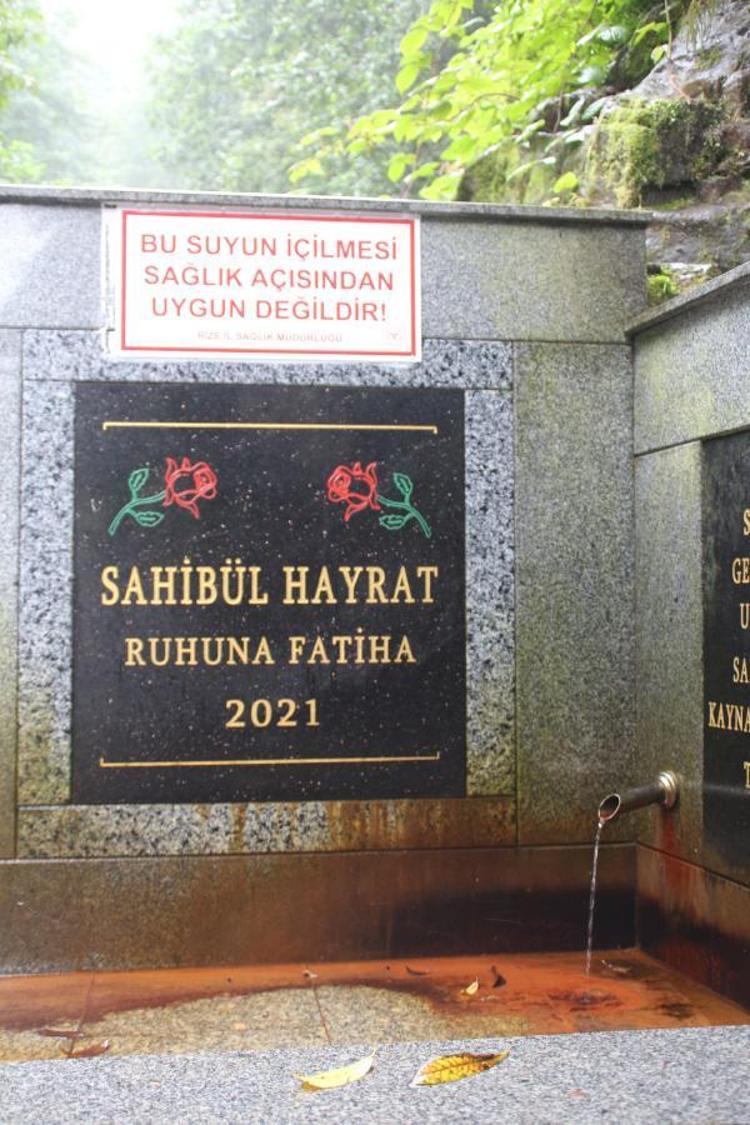 BU SUYUN İÇİLMESİ
SAĞLIK AÇISINDAN
UYGUN DEĞİLDİR!
RİZE İL SAĞLIK MÜDÜRLÜĞÜ
SAHİBÜL HAYRAT
RUHUNA FATİHA
2021